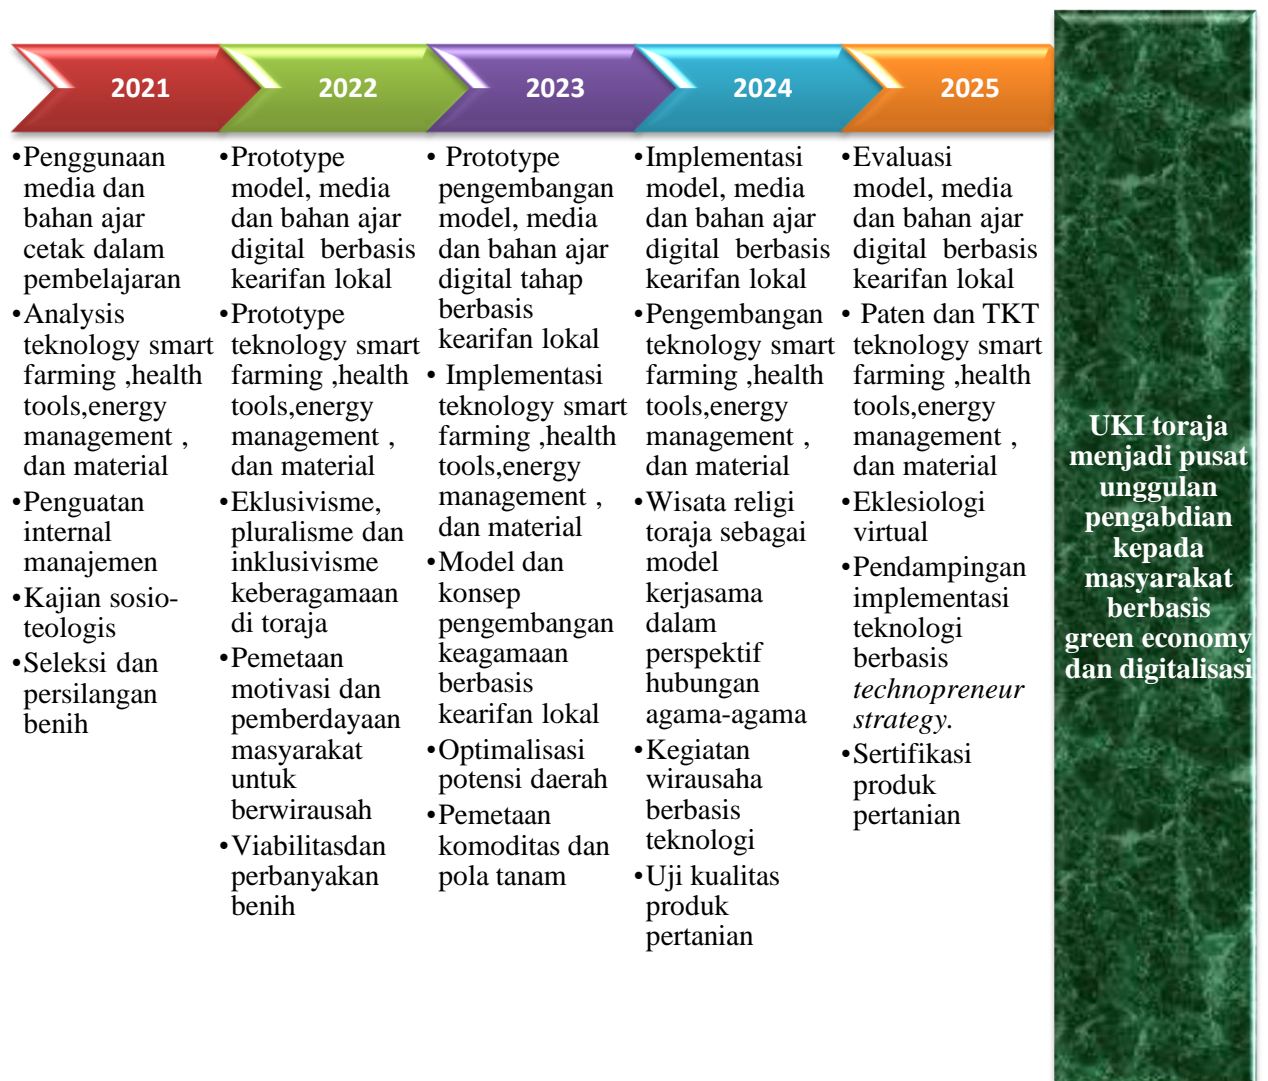 2021
•Penggunaan
media dan
bahan ajar
cetak dalam
pembelajaran
•Analysis
teknology smart
farming ,health
tools,energy
management ,
dan material
•Penguatan
internal
manajemen
•Kajian sosio-
teologis
•Seleksi dan
persilangan
benih
2022
•Prototype
model, media
dan bahan ajar
digital  berbasis
kearifan lokal
•Prototype
teknology smart
farming ,health
tools,energy
management ,
dan material
•Eklusivisme,
pluralisme dan
inklusivisme
keberagamaan
di toraja
•Pemetaan
motivasi dan
pemberdayaan
masyarakat
untuk
berwirausah
•Viabilitasdan
perbanyakan
benih
2023
• Prototype
pengembangan
model, media
dan bahan ajar
digital tahap
berbasis
kearifan lokal
• Implementasi
teknology smart
farming ,health
tools,energy
management ,
dan material
•Model dan
konsep
pengembangan
keagamaan
berbasis
kearifan lokal
•Optimalisasi
potensi daerah
•Pemetaan
komoditas dan
pola tanam
2024
•Implementasi
model, media
dan bahan ajar
digital  berbasis
kearifan lokal
•Pengembangan
teknology smart
farming ,health
tools,energy
management ,
dan material
•Wisata religi
toraja sebagai
model
kerjasama
dalam
perspektif
hubungan
agama-agama
•Kegiatan
wirausaha
berbasis
teknologi
•Uji kualitas
produk
pertanian
2025
•Evaluasi
model, media
dan bahan ajar
digital  berbasis
kearifan lokal
• Paten dan TKT
teknology smart
farming ,health
tools,energy
management ,
dan material
•Eklesiologi
virtual
•Pendampingan
implementasi
teknologi
berbasis
technopreneur
strategy.
•Sertifikasi
produk
pertanian
UKI toraja
menjadi pusat
unggulan
pengabdian
kepada
masyarakat
berbasis
green economy
dan digitalisasi